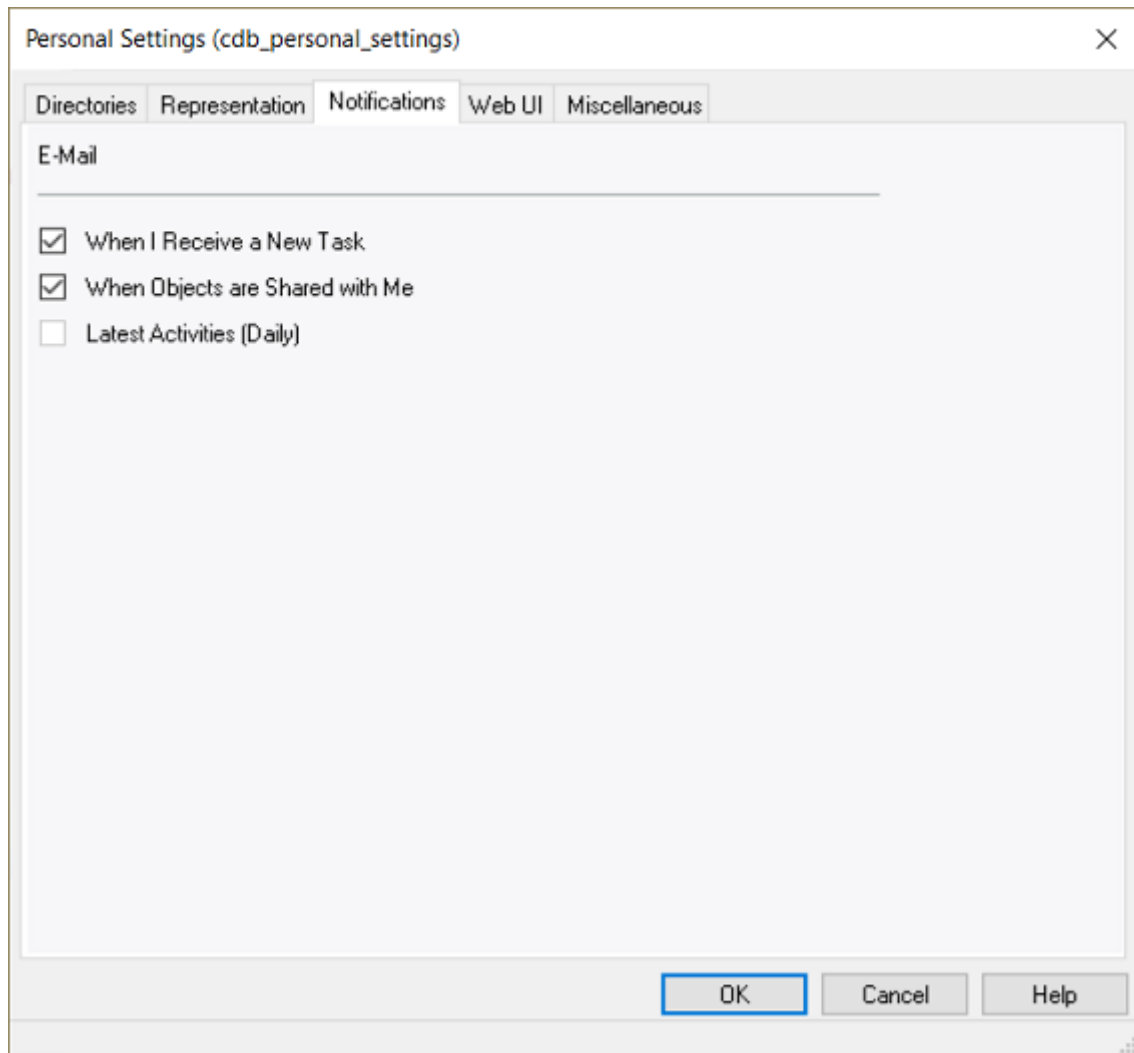 Personal Settings (cdb_personal_settings)
Directories Representation Notifications Web UI Miscellaneous
E-Mail
When I Receive a New Task
When Objects are Shared with Me
Latest Activities (Daily)
OK Cancel Help